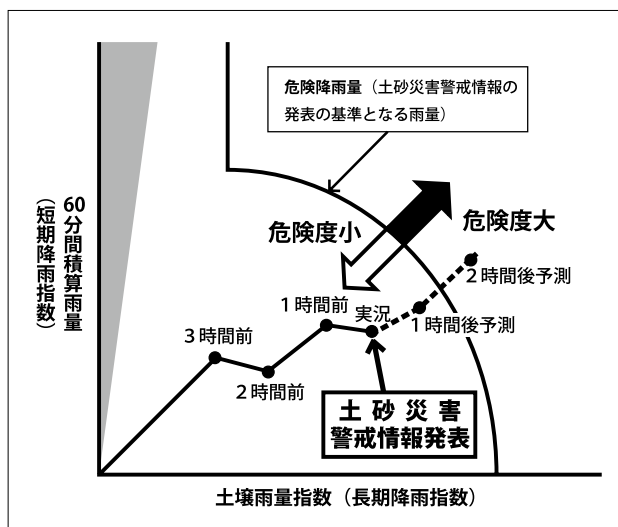 危険降雨量（土砂災害警戒情報の
発表の基準となる雨量）
60分間積算雨量
（短期降雨指数）
危険度小
危険度大
2時間後予測
1時間前
実況
1時間後予測
3時間前
2時間前
土砂災害
警戒情報発表
土壌雨量指数（長期降雨指数）